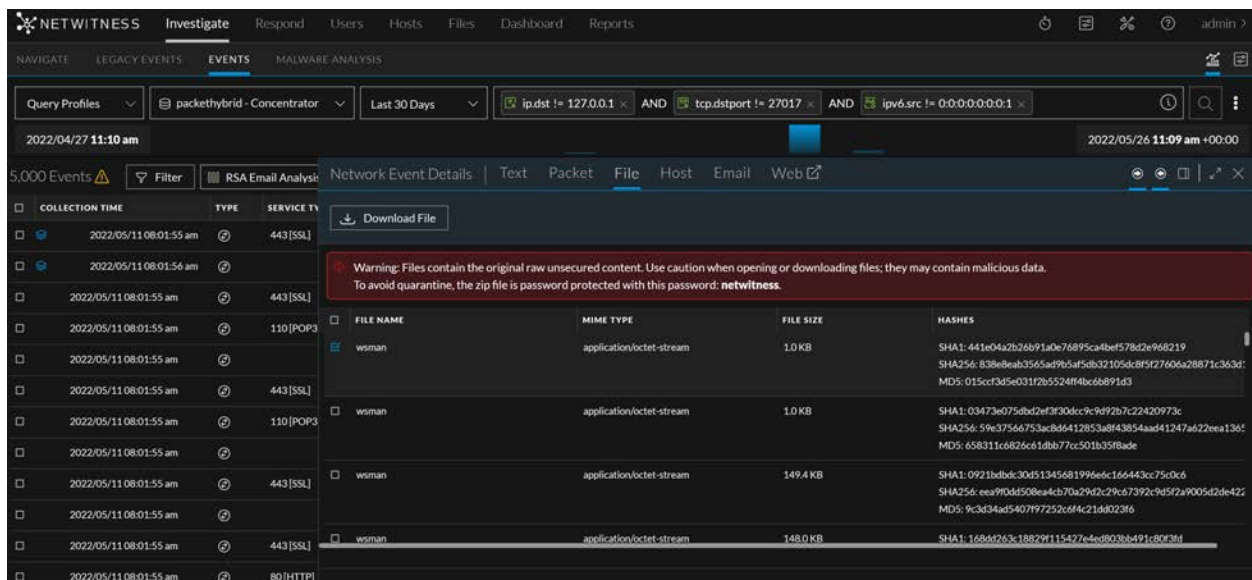 NETWITNESS Investigate Respond Users Hosts Files Dashboard Reports admin >
NAVIGATE LEGACY EVENTS EVENTS MALWARE ANALYSIS
Query Profiles packethybrid - Concentrator Last 30 Days ip.dst != 127.0.0.1 × AND tcp.dstport != 27017 × AND ipv6.src != 0:0:0:0:0:0:0:1 ×
2022/04/27 11:10 am 2022/05/26 11:09 am +00:00
5,000 Events Filter RSA Email Analysis Network Event Details | Text Packet File Host Email Web
COLLECTION TIME TYPE SERVICE TY
Download File
2022/05/11 08:01:55 am 443 [SSL]
2022/05/11 08:01:56 am
Warning: Files contain the original raw unsecured content. Use caution when opening or downloading files; they may contain malicious data.
To avoid quarantine, the zip file is password protected with this password: netwitness.
2022/05/11 08:01:55 am 443 [SSL]
FILE NAME MIME TYPE FILE SIZE HASHES
2022/05/11 08:01:55 am 110 [POP3
wsman application/octet-stream 1.0 KB SHA1: 441e04a2b26b91a0e76895ca4bef578d2e968219
2022/05/11 08:01:55 am
SHA256: 838e8eab3565ad9b5af5db32105dc8f5f27606a28871c363d
MD5: 015ccf3d5e031f2b5524ff4bc6b891d3
2022/05/11 08:01:55 am 443 [SSL]
2022/05/11 08:01:55 am 110 [POP3
wsman application/octet-stream 1.0 KB SHA1: 03473e075dbd2ef3f30dcc9c9d92b7c22420973c
SHA256: 59e37566753ac8d6412853a8f43854aad41247a622eea1365
2022/05/11 08:01:55 am
MD5: 658311c6826c61dbb77cc501b35f8ade
2022/05/11 08:01:55 am 443 [SSL]
wsman application/octet-stream 149.4 KB SHA1: 0921bdbdc30d51345681996e6c166443cc75c0c6
SHA256: eea9f0dd508ea4cb70a29d2c29c67392c9d5f2a9005d2de422
2022/05/11 08:01:55 am
MD5: 9c3d34ad5407f97252c6f4c21dd023f6
2022/05/11 08:01:55 am 443 [SSL]
wsman application/octet-stream 148.0 KB SHA1: 168dd263c18829f115427e4ed803bb491c80f3fd
2022/05/11 08:01:55 am 80 [HTTP]